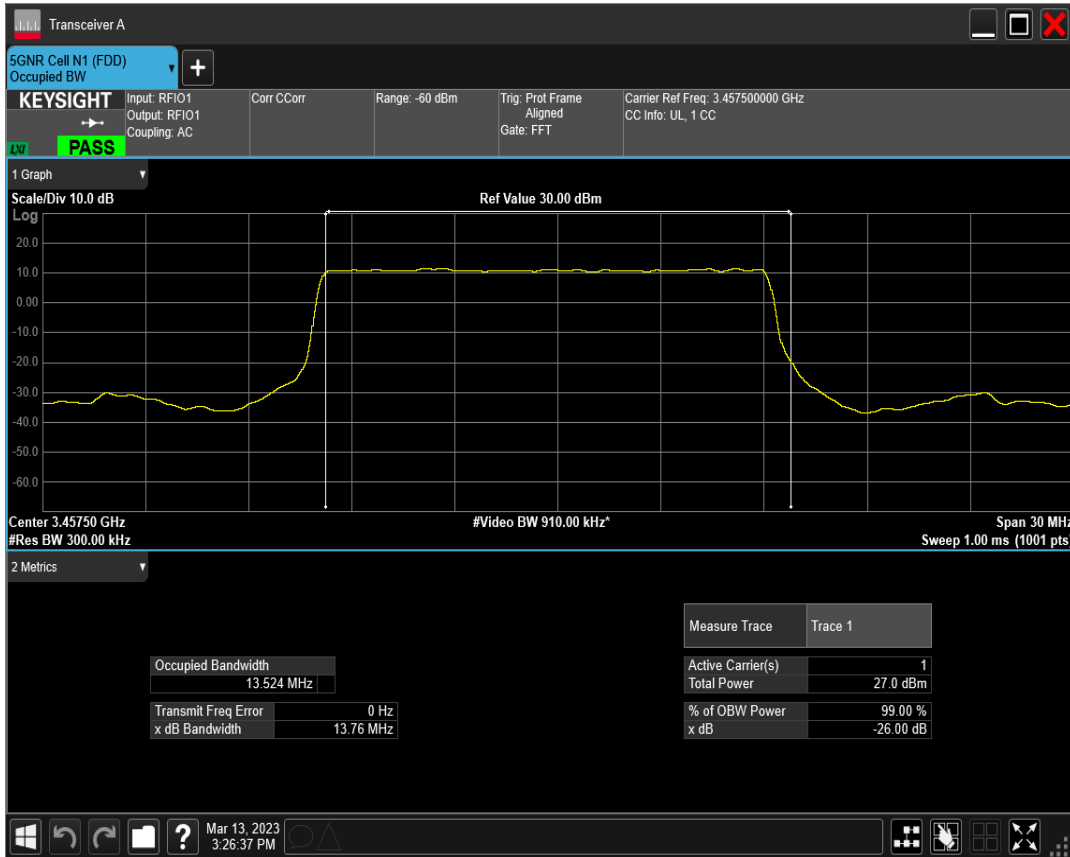 Transceiver A
5GNR Cell N1 (FDD)
Occupied BW
+
KEYSIGHT
LXI
PASS
Input: RFIO1
Output: RFIO1
Coupling: AC
Corr CCorr
Range: -60 dBm
Trig: Prot Frame
Aligned
Gate: FFT
Carrier Ref Freq: 3.457500000 GHz
CC Info: UL, 1 CC
1 Graph
Scale/Div 10.0 dB
Ref Value 30.00 dBm
Log
20.0
10.0
0.00
-10.0
-20.0
-30.0
-40.0
-50.0
-60.0
Center 3.45750 GHz
#Video BW 910.00 kHz*
Span 30 MHz
#Res BW 300.00 kHz
Sweep 1.00 ms (1001 pts)
2 Metrics
Measure Trace Trace 1
Occupied Bandwidth
13.524 MHz
Active Carrier(s) 1
Total Power 27.0 dBm
Transmit Freq Error 0 Hz
x dB Bandwidth 13.76 MHz
% of OBW Power 99.00 %
x dB -26.00 dB
?
Mar 13, 2023
3:26:37 PM